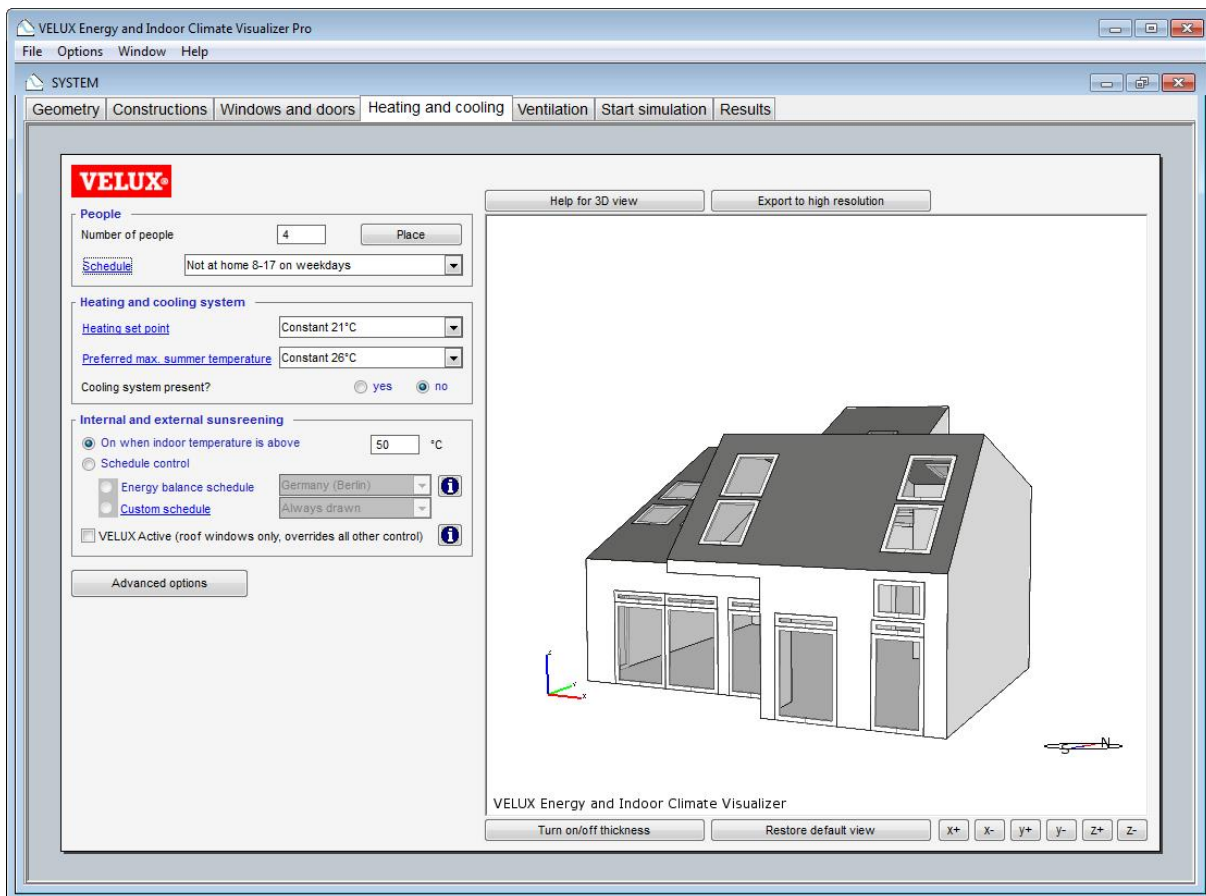 VELUX Energy and Indoor Climate Visualizer Pro
File Options Window Help
SYSTEM
Geometry Constructions Windows and doors Heating and cooling Ventilation Start simulation Results
VELUX®
People
Number of people 4 Place
Schedule Not at home 8-17 on weekdays
Heating and cooling system
Heating set point Constant 21°C
Preferred max. summer temperature Constant 26°C
Cooling system present? yes no
Internal and external sunsreening
On when indoor temperature is above 50 °C
Schedule control
Energy balance schedule Germany (Berlin) i
Custom schedule Always drawn
VELUX Active (roof windows only, overrides all other control) i
Advanced options
Help for 3D view Export to high resolution
z
Y
X
S N
VELUX Energy and Indoor Climate Visualizer
Turn on/off thickness Restore default view x+ x- y+ y- z+ z-